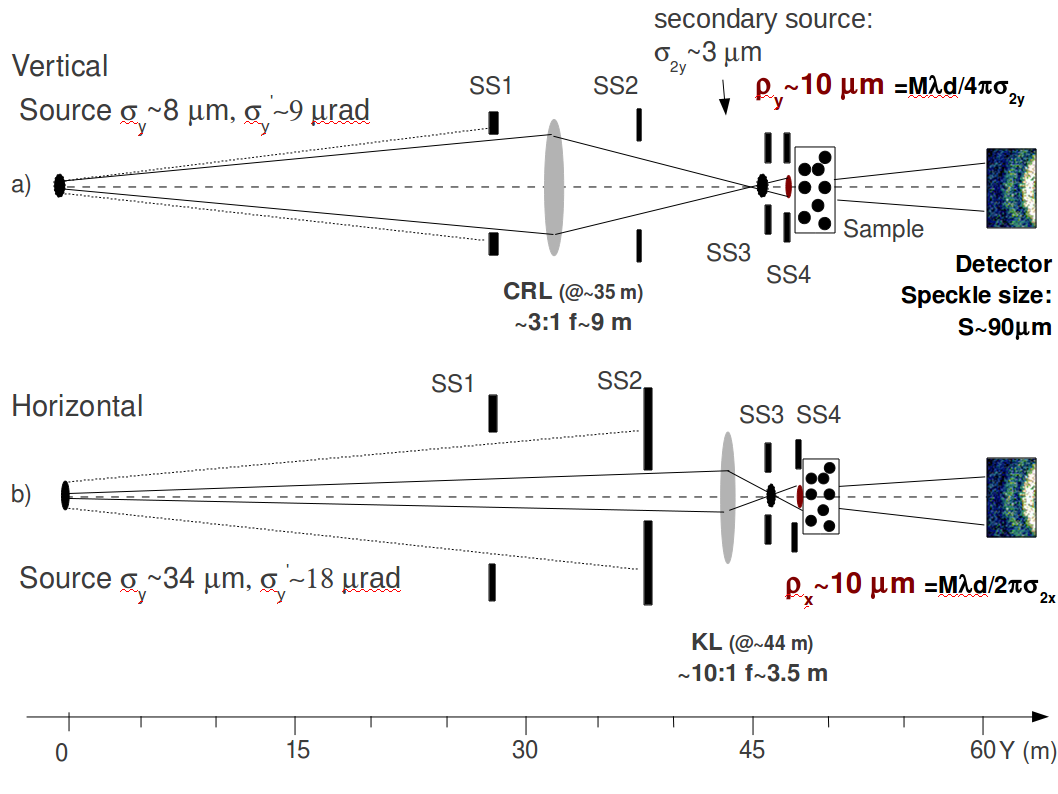 secondary source:
σ2y~3 μm
Vertical
Source σy~8 μm, σy'~9 μrad
SS1
SS2
ρy~10 μm =Mλd/4πσ2y
a)
Sample
SS3
SS4
Detector
Speckle size:
S~90μm
CRL (@~35 m)
~3:1 f~9 m
Horizontal
SS1
SS2
SS3
SS4
b)
Source σy~34 μm, σy'~18 μrad
ρx~10 μm =Mλd/2πσ2x
KL (@~44 m)
~10:1 f~3.5 m
0
15
30
45
60 Y (m)